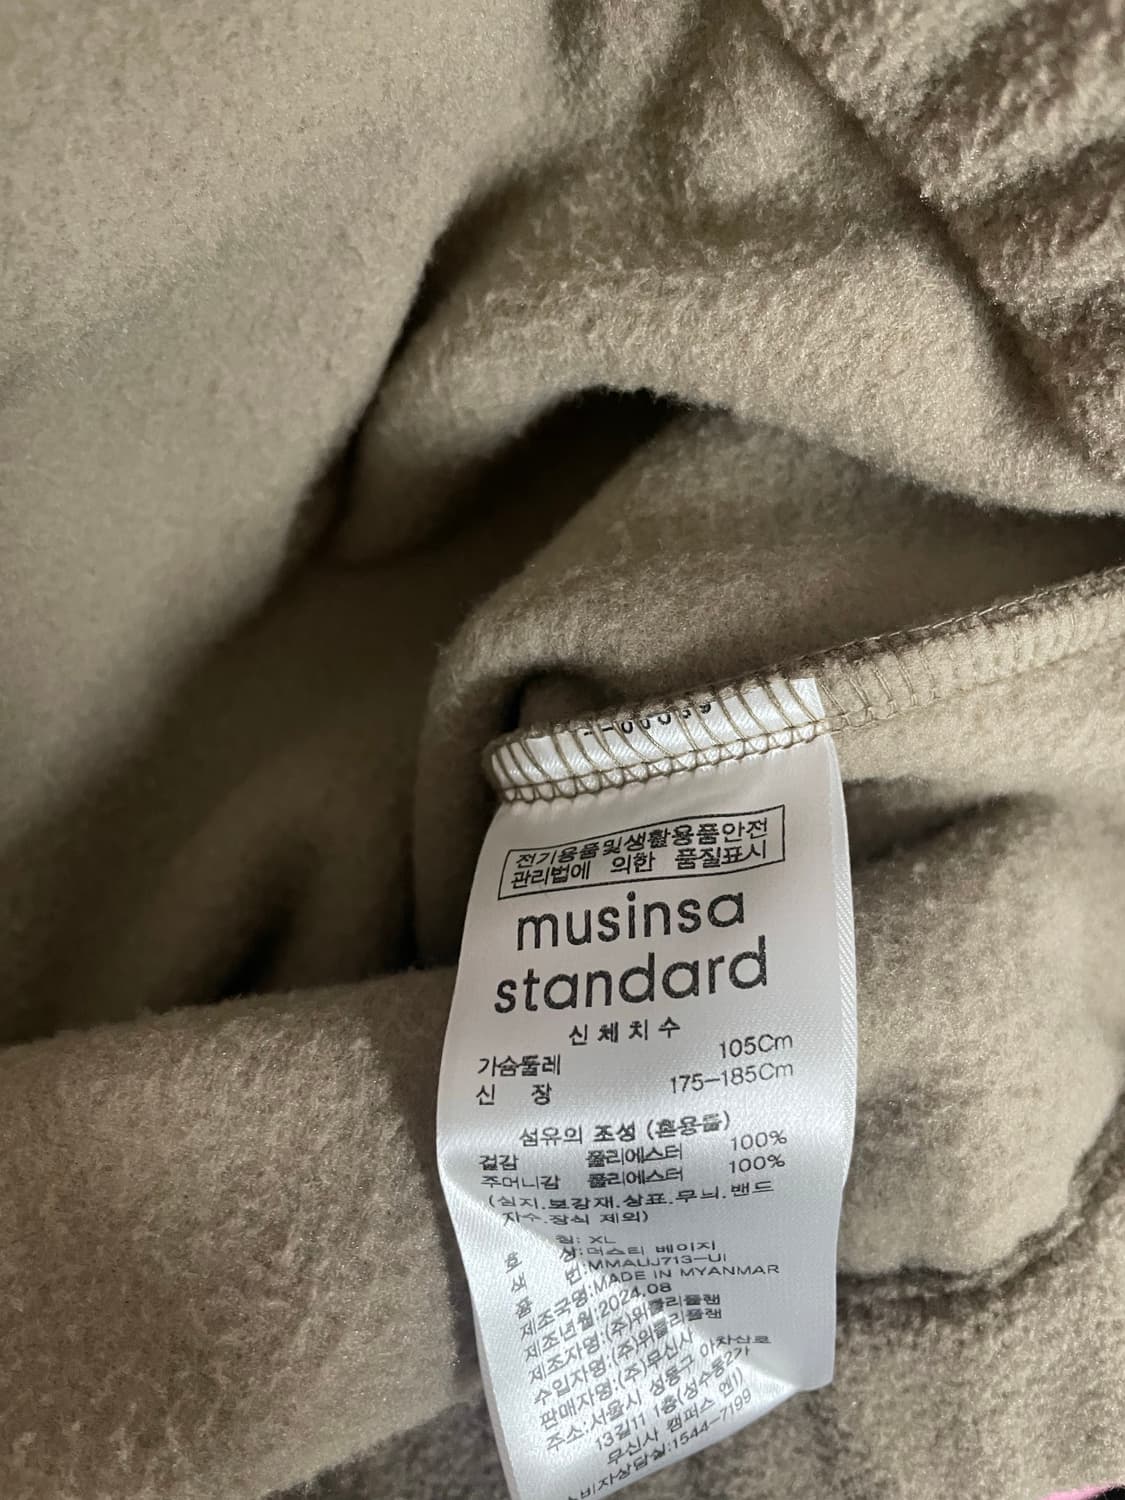 전기용품및생활용품안전
관리법에 의한 품질표시
musinsa
standard
신체치수
가슴둘레 105Cm
신 장 175-185Cm
섬유의 조성 (혼용률)
겉감 폴리에스터 100%
주머니감 폴리에스터 100%
(심지.보강재.상표.무늬.밴드
자수.장식 제외)
호 칭: XL
색 상:더스티 베이지
품 번:MMAUJ713-UI
제조국명:MADE IN MYANMAR
제조년월:2024.08
제조자명:(주)위클리플랜
수입자명:(주)위클리플랜
판매자명:(주)무신사
주소:서울시 성동구 아차산로
13길11 1층(성수동2가
무신사 캠퍼스 엔1)
소비자상담실:1544-7199